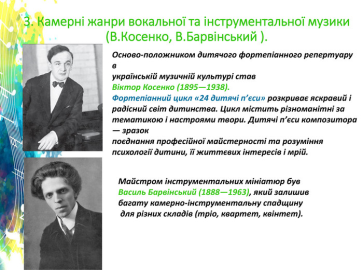 3. Камерні жанри вокальної та інструментальної музики
(В.Косенко, В.Барвінський ).
Осново-положником дитячого фортепіанного репертуару
в
українській музичній культурі став
Віктор Косенко (1895—1938).
Фортепіанний цикл «24 дитячі п’єси» розкриває яскравий і
радісний світ дитинства. Цикл містить різноманітні за
тематикою і настроями твори. Дитячі п’єси композитора
— зразок
поєднання професійної майстерності та розуміння
психології дитини, її життєвих інтересів і мрій.
Майстром інструментальних мініатюр був
Василь Барвінський (1888—1963), який залишив
багату камерно-інструментальну спадщину
для різних складів (тріо, квартет, квінтет).